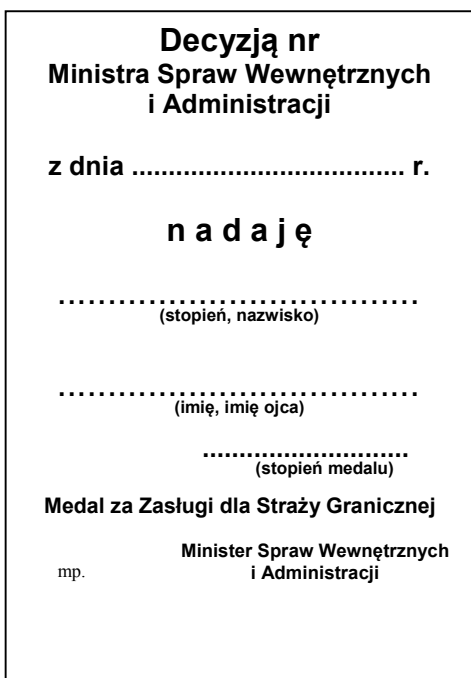 Decyzją nr
Ministra Spraw Wewnętrznych
i Administracji
z dnia ..................................... r.
n a d a j ę
....................................
(stopień, nazwisko)
....................................
(imię, imię ojca)
............................
(stopień medalu)
Medal za Zasługi dla Straży Granicznej
Minister Spraw Wewnętrznych
mp. i Administracji